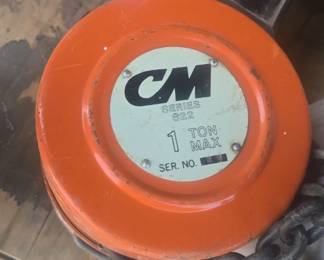 CM
SERIES
622
1 TON
MAX
SER. NO.